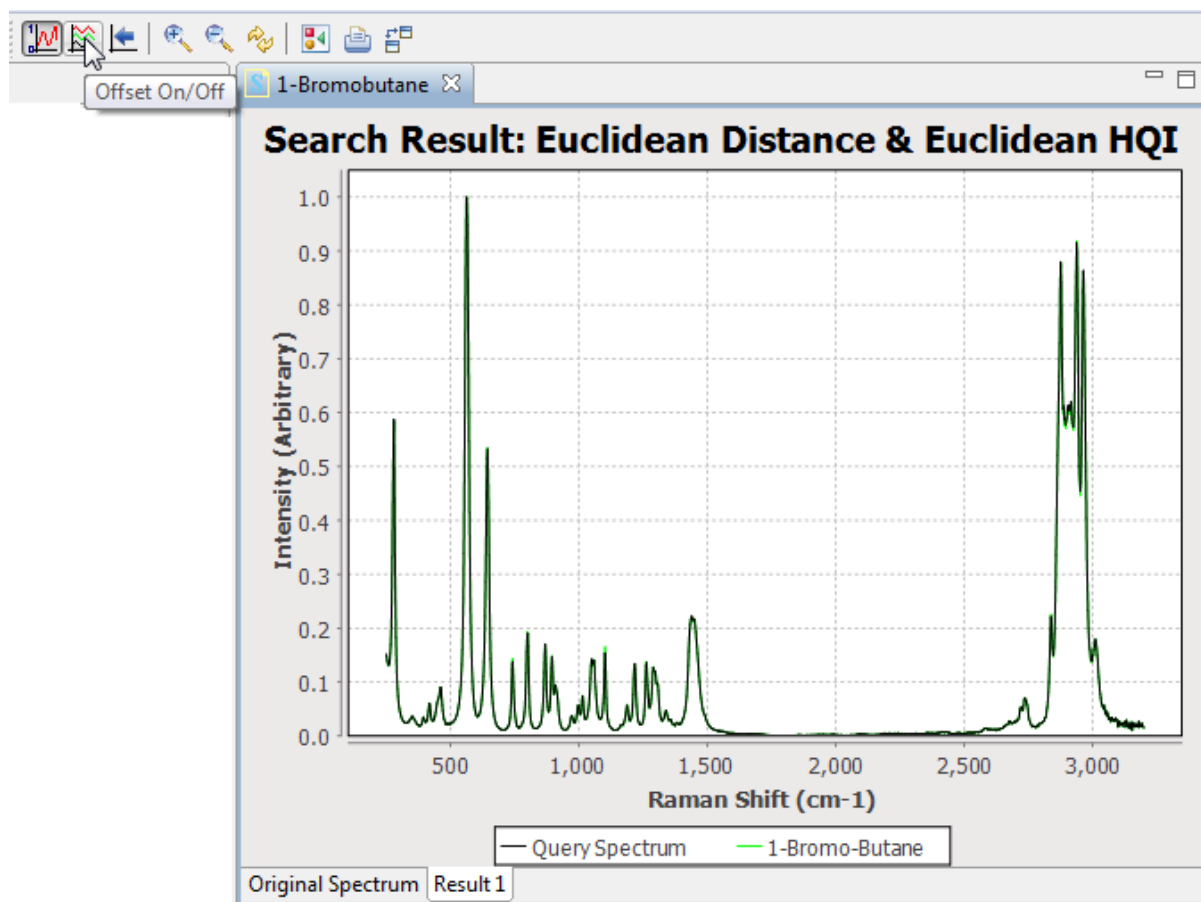 Offset On/Off
1-Bromobutane
Search Result: Euclidean Distance & Euclidean HQI
1.0
0.9
0.8
0.7
0.6
0.5
0.4
0.3
0.2
0.1
0.0
Intensity (Arbitrary)
500 1,000 1,500 2,000 2,500 3,000
Raman Shift (cm-1)
Query Spectrum 1-Bromo-Butane
Original Spectrum Result 1